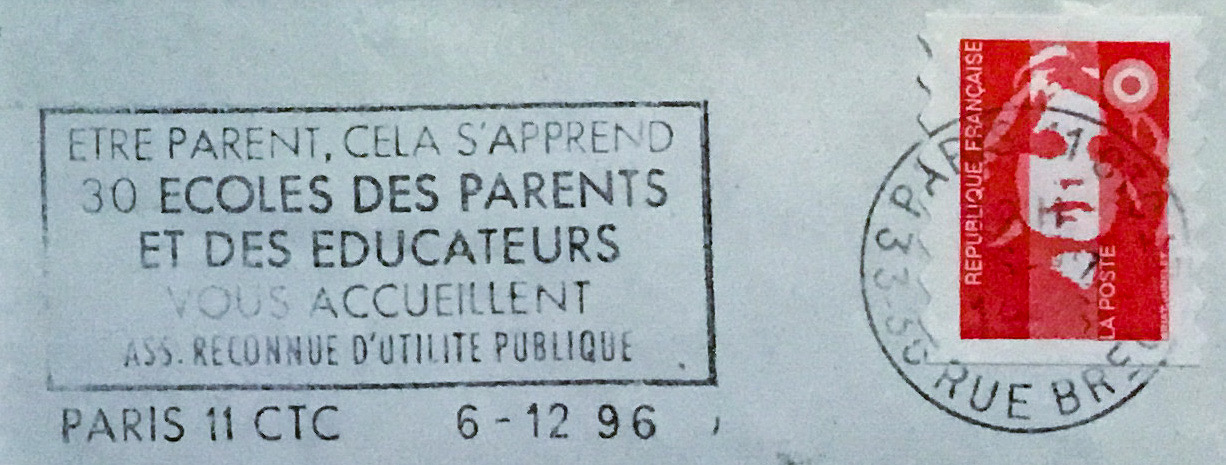 ETRE PARENT, CELA S'APPREND
30 ECOLES DES PARENTS
ET DES EDUCATEURS
VOUS ACCUEILLENT
ASS. RECONNUE D'UTILITE PUBLIQUE
PARIS 11 CTC 6-12 96
REPUBLIQUE FRANÇAISE
LA POSTE
RUE